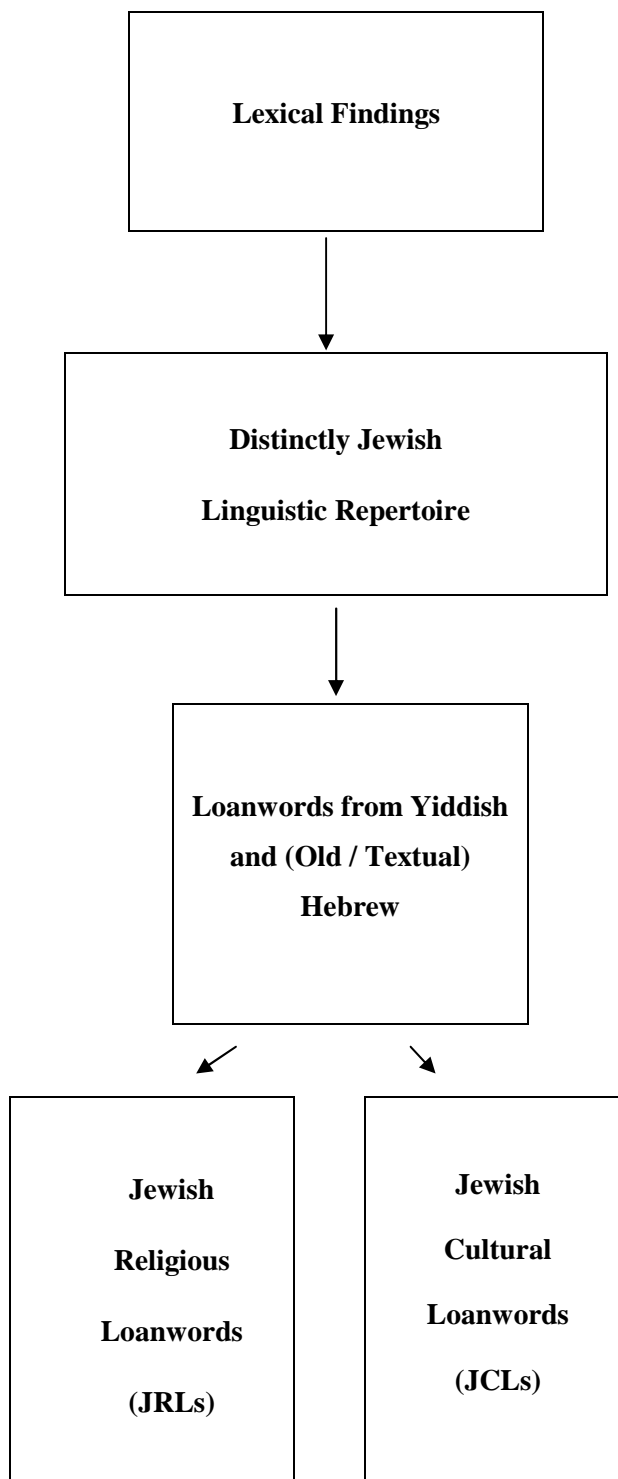 Lexical Findings
Distinctly Jewish
Linguistic Repertoire
Loanwords from Yiddish
and (Old / Textual)
Hebrew
Jewish
Religious
Loanwords
(JRLs)
Jewish
Cultural
Loanwords
(JCLs)